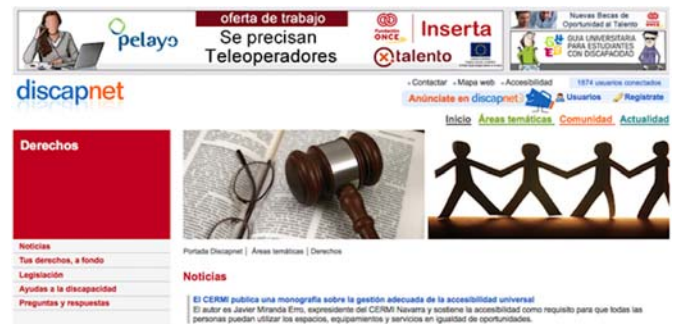 pelayo
oferta de trabajo
Se precisan
Teleoperadores
Fundación
ONCE
Inserta
talento
Nuevas Becas de
Oportunidad al Talento
GUIA UNIVERSITARIA
PARA ESTUDIANTES
CON DISCAPACIDAD
discapnet
Contactar Mapa web Accesibilidad
1874 usuarios conectados
Anúnciate en discapnet
Usuarios
Regístrate
Inicio Áreas temáticas Comunidad Actualidad
Derechos
Noticias
Tus derechos, a fondo
Legislación
Ayudas a la discapacidad
Preguntas y respuestas
Portada Discapnet | Áreas temáticas | Derechos
Noticias
El CERMI publica una monografía sobre la gestión adecuada de la accesibilidad universal
El autor es Javier Miranda Erro, expresidente del CERMI Navarra y sostiene la accesibilidad como requisito para que todas las
personas puedan utilizar los espacios, equipamientos y servicios en igualdad de oportunidades.